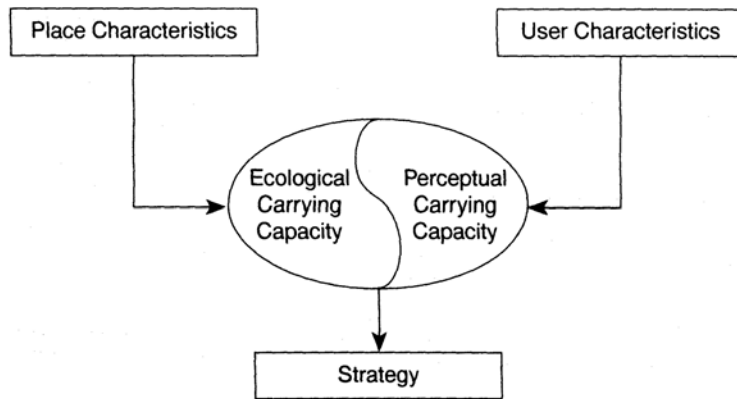 Place Characteristics
User Characteristics
Ecological
Carrying
Capacity
Perceptual
Carrying
Capacity
Strategy